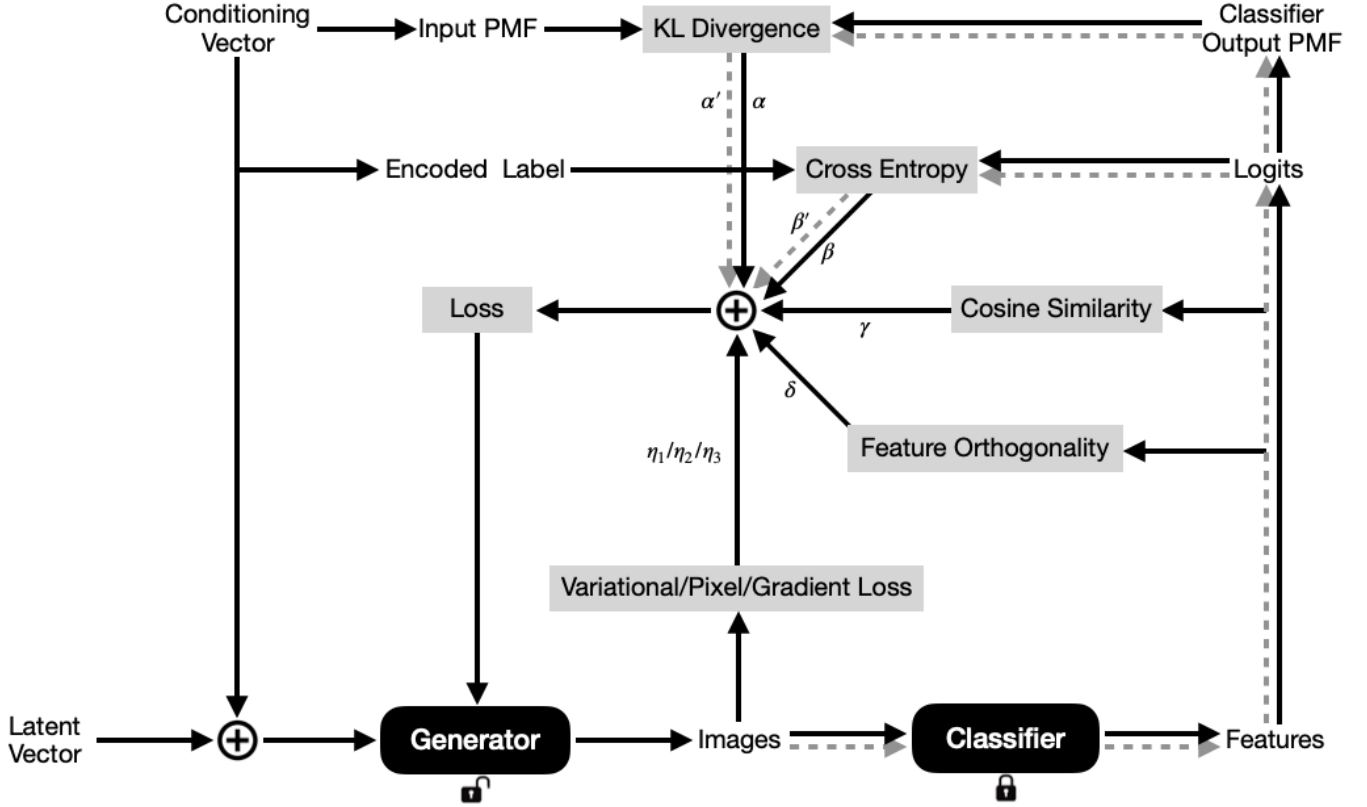 Conditioning
Vector
Input PMF
KL Divergence
Classifier
Output PMF
α′
α
Encoded Label
Cross Entropy
Logits
β′
β
Loss
Cosine Similarity
γ
δ
Feature Orthogonality
η1/η2/η3
Variational/Pixel/Gradient Loss
Latent
Vector
Generator
Images
Classifier
Features